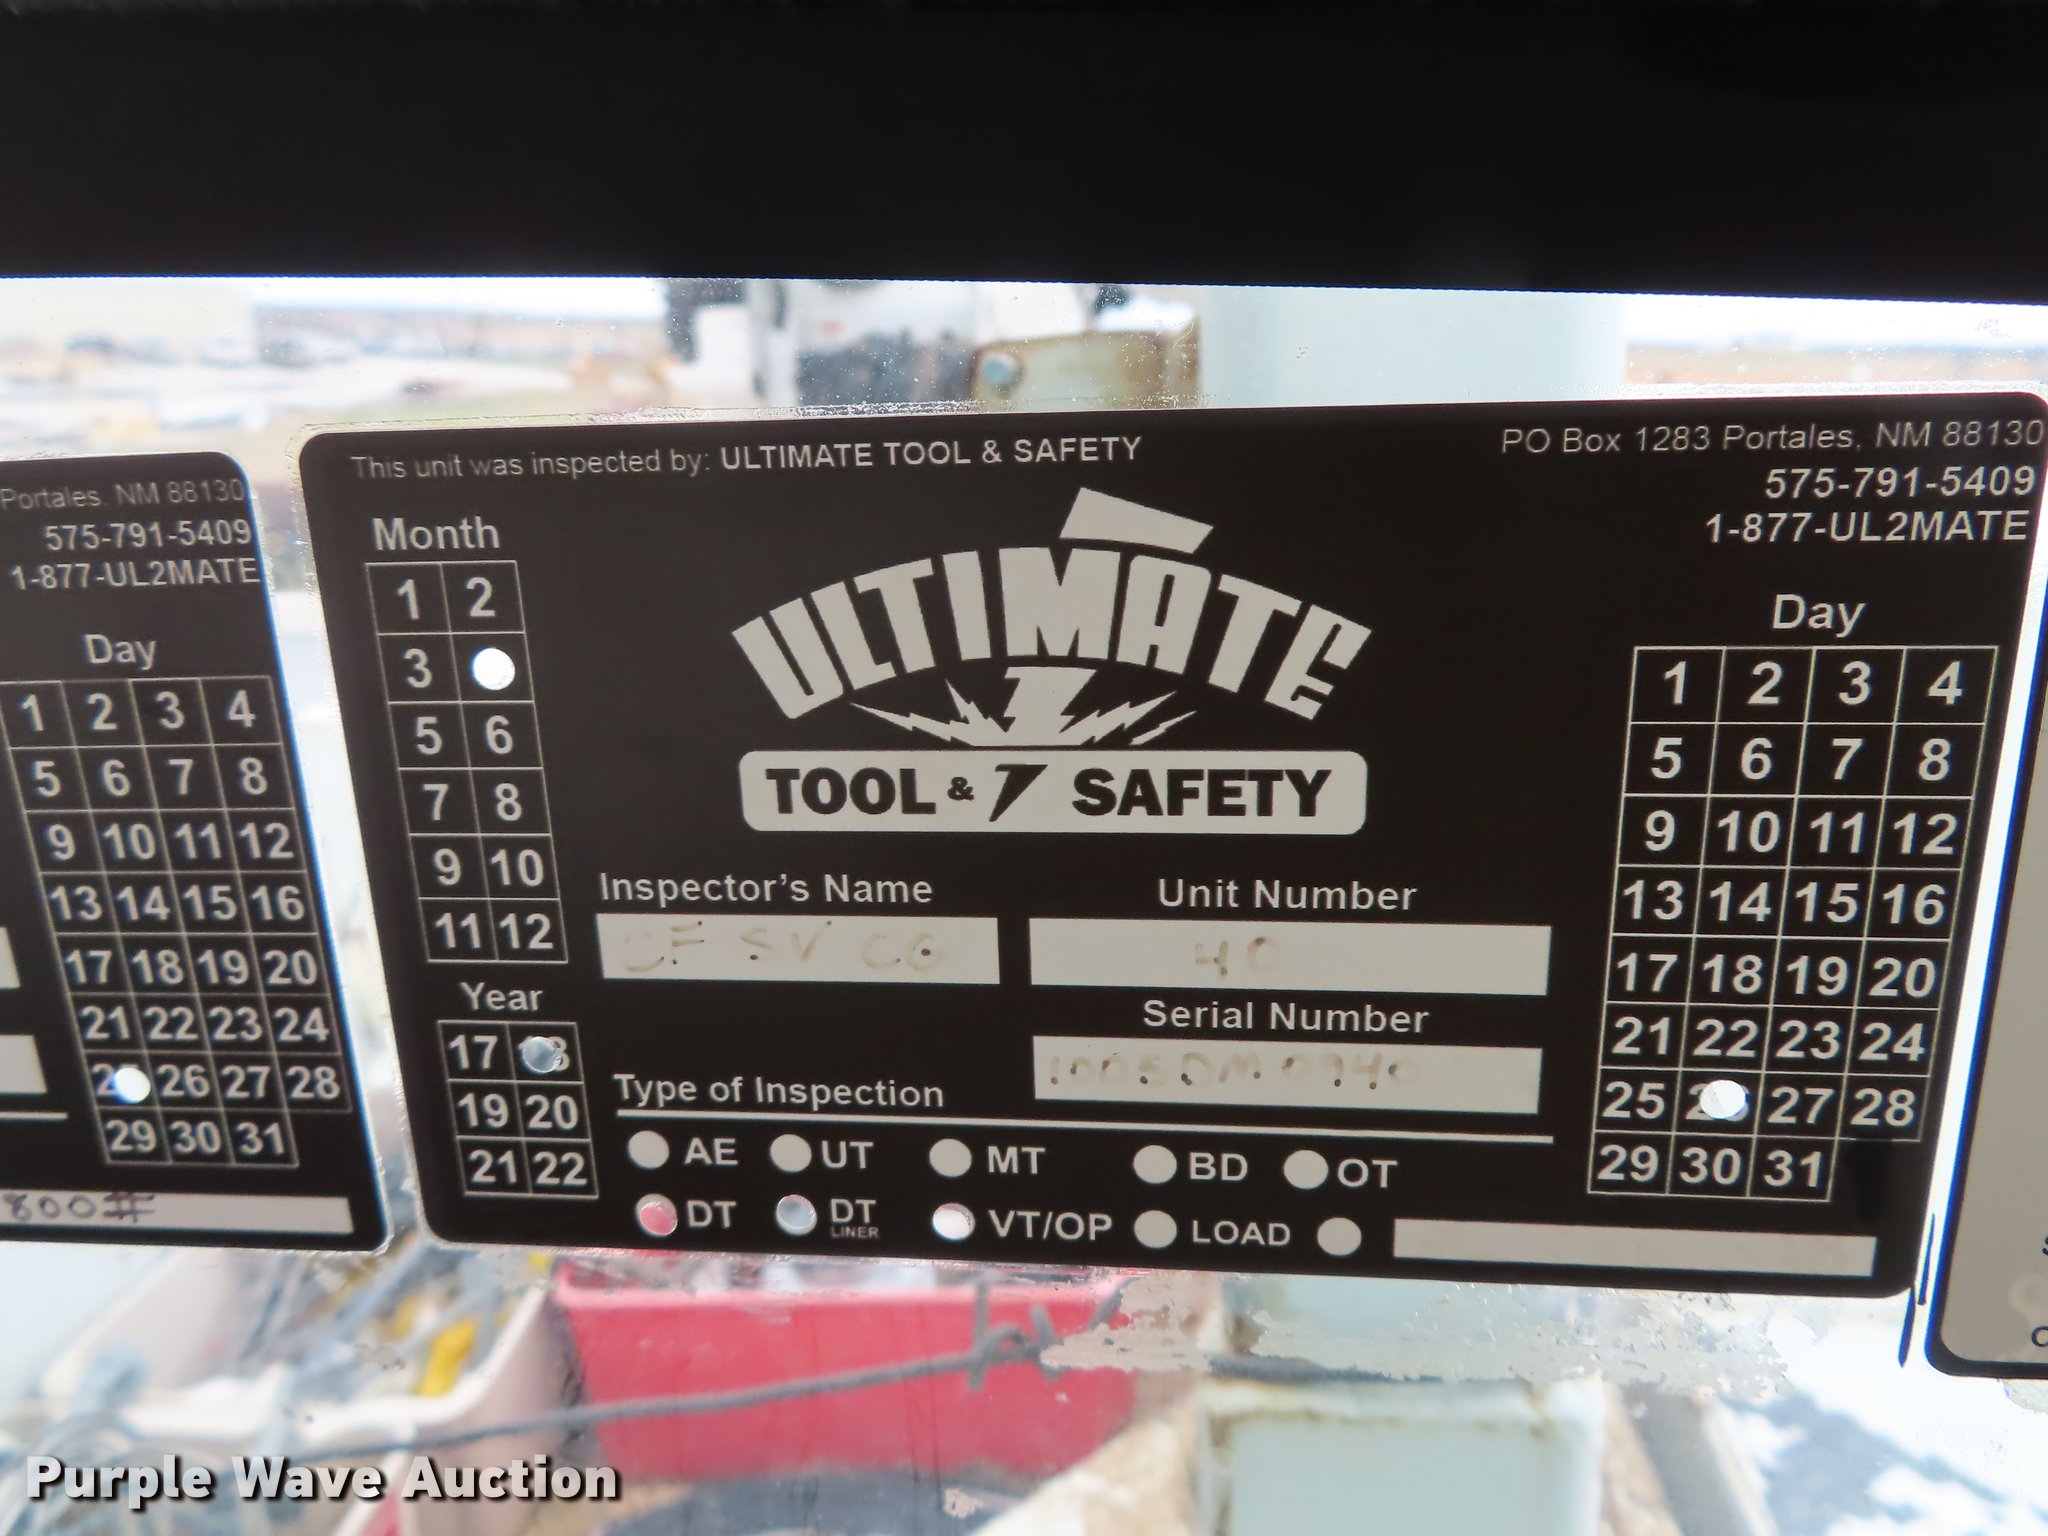 Portales, NM 88130
575-791-5409
1-877-UL2MATE
Day
1 2 3 4
5 6 7 8
9 10 11 12
13 14 15 16
17 18 19 20
21 22 23 24
26 27 28
29 30 31
800#
This unit was inspected by: ULTIMATE TOOL & SAFETY
PO Box 1283 Portales, NM 88130
575-791-5409
1-877-UL2MATE
Month
1 2
3
5 6
7 8
9 10
11 12
Year
17 18
19 20
21 22
ULTIMATE
TOOL & SAFETY
Inspector's Name
CF SV CG
Unit Number
40
Serial Number
1005DM0940
Type of Inspection
AE UT MT BD OT
DT DT LINER VT/OP LOAD
Day
1 2 3 4
5 6 7 8
9 10 11 12
13 14 15 16
17 18 19 20
21 22 23 24
25 27 28
29 30 31
Purple Wave Auction